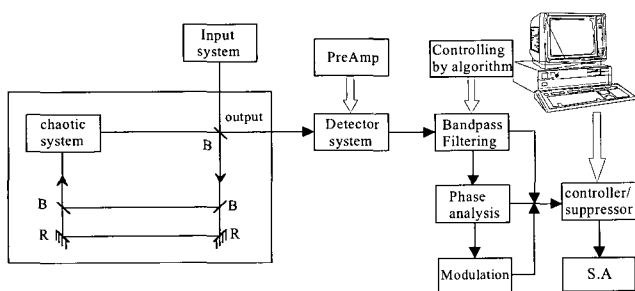 Input
system
PreAmp
Controlling
by algorithm
output
chaotic
system
B
Detector
system
Bandpass
Filtering
B
B
Phase
analysis
controller/
suppressor
R
R
Modulation
S.A